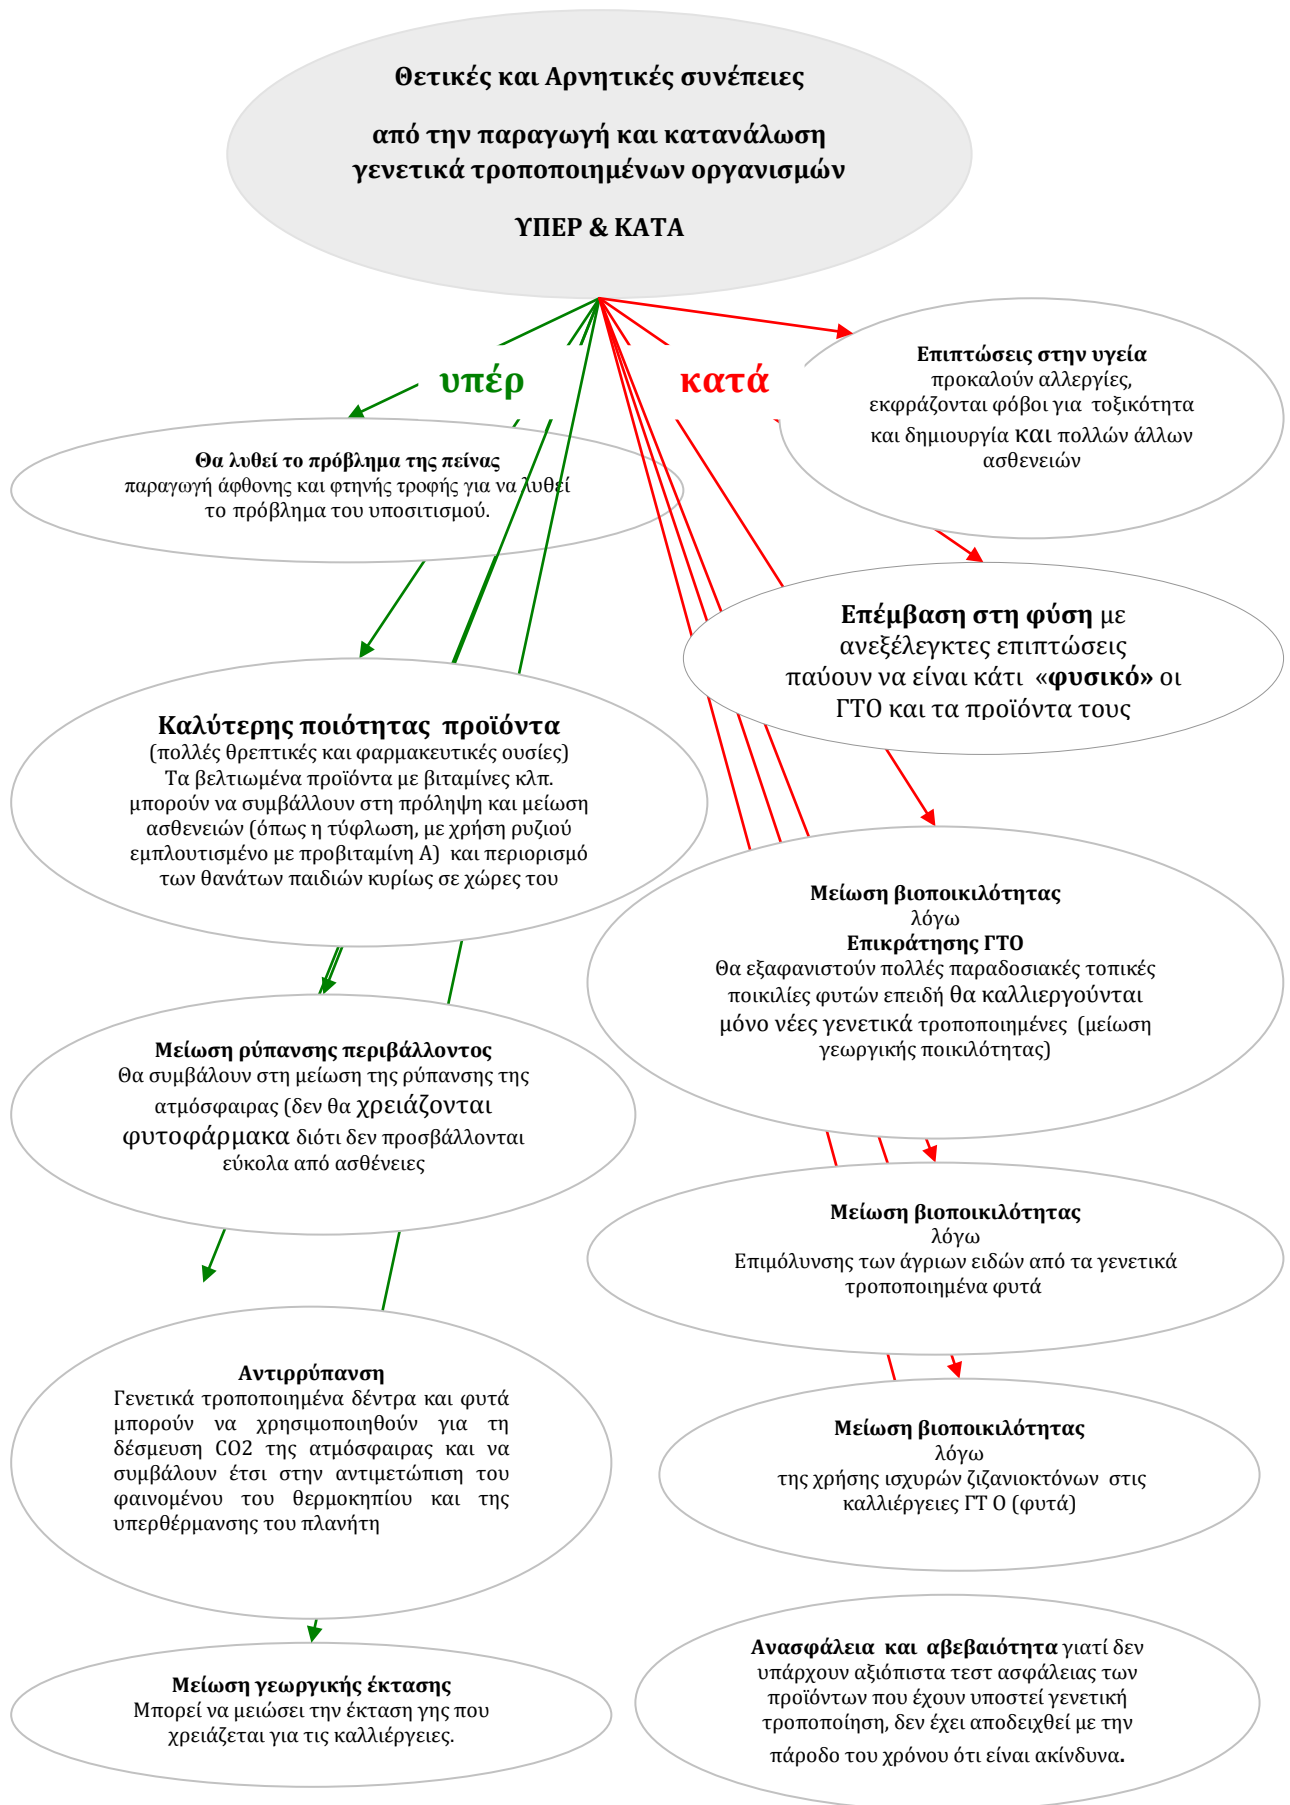 Θετικές και Αρνητικές συνέπειες
από την παραγωγή και κατανάλωση
γενετικά τροποποιημένων οργανισμών
ΥΠΕΡ & ΚΑΤΑ
υπέρ
Θα λυθεί το πρόβλημα της πείνας
παραγωγή άφθονης και φτηνής τροφής για να λυθεί
το πρόβλημα του υποσιτισμού.
Καλύτερης ποιότητας προϊόντα
(πολλές θρεπτικές και φαρμακευτικές ουσίες)
Τα βελτιωμένα προϊόντα με βιταμίνες κλπ.
μπορούν να συμβάλλουν στη πρόληψη και μείωση
ασθενειών (όπως η τύφλωση, με χρήση ρυζιού
εμπλουτισμένο με προβιταμίνη Α) και περιορισμό
των θανάτων παιδιών κυρίως σε χώρες του
Μείωση ρύπανσης περιβάλλοντος
Θα συμβάλουν στη μείωση της ρύπανσης της
ατμόσφαιρας (δεν θα χρειάζονται
φυτοφάρμακα διότι δεν προσβάλλονται
εύκολα από ασθένειες
Αντιρρύπανση
Γενετικά τροποποιημένα δέντρα και φυτά
μπορούν να χρησιμοποιηθούν για τη
δέσμευση CO2 της ατμόσφαιρας και να
συμβάλουν έτσι στην αντιμετώπιση του
φαινομένου του θερμοκηπίου και της
υπερθέρμανσης του πλανήτη
Μείωση γεωργικής έκτασης
Μπορεί να μειώσει την έκταση γης που
χρειάζεται για τις καλλιέργειες.
κατά
Επιπτώσεις στην υγεία
προκαλούν αλλεργίες,
εκφράζονται φόβοι για τοξικότητα
και δημιουργία και πολλών άλλων
ασθενειών
Επέμβαση στη φύση με
ανεξέλεγκτες επιπτώσεις
παύουν να είναι κάτι «φυσικό» οι
ΓΤΟ και τα προϊόντα τους
Μείωση βιοποικιλότητας
λόγω
Επικράτησης ΓΤΟ
Θα εξαφανιστούν πολλές παραδοσιακές τοπικές
ποικιλίες φυτών επειδή θα καλλιεργούνται
μόνο νέες γενετικά τροποποιημένες (μείωση
γεωργικής ποικιλότητας)
Μείωση βιοποικιλότητας
λόγω
Επιμόλυνσης των άγριων ειδών από τα γενετικά
τροποποιημένα φυτά
Μείωση βιοποικιλότητας
λόγω
της χρήσης ισχυρών ζιζανιοκτόνων στις
καλλιέργειες ΓΤ Ο (φυτά)
Ανασφάλεια και αβεβαιότητα γιατί δεν
υπάρχουν αξιόπιστα τεστ ασφάλειας των
προϊόντων που έχουν υποστεί γενετική
τροποποίηση, δεν έχει αποδειχθεί με την
πάροδο του χρόνου ότι είναι ακίνδυνα.